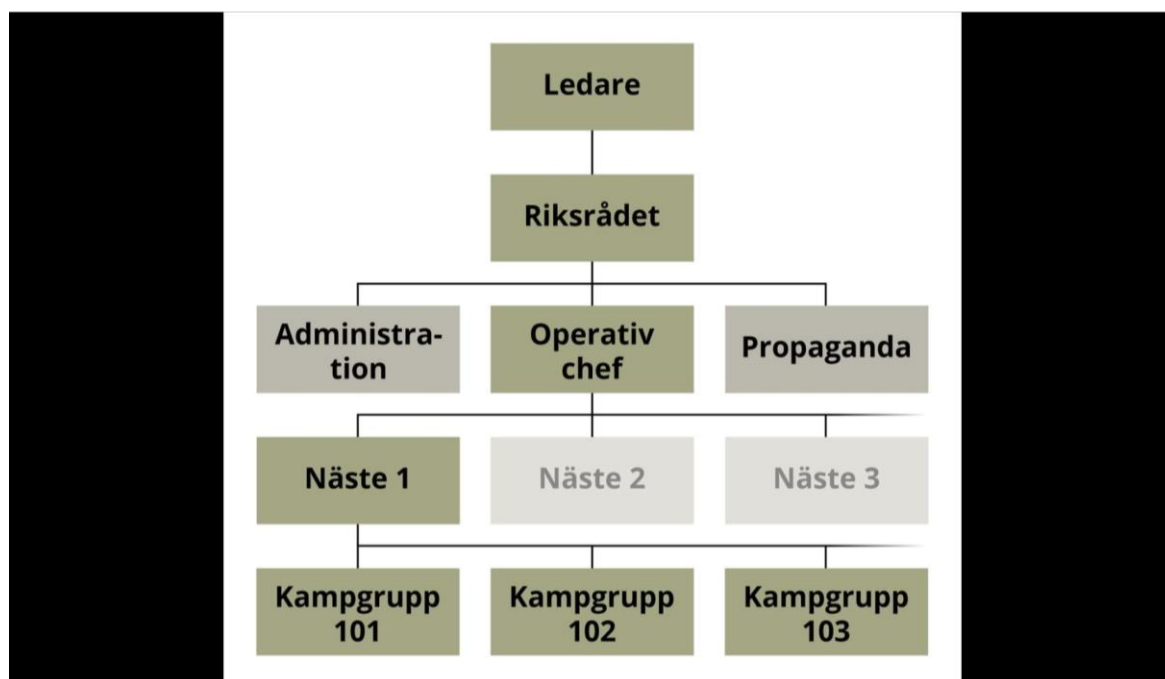 Ledare
Riksrådet
Administra-
tion
Operativ
chef
Propaganda
Näste 1
Näste 2
Näste 3
Kampgrupp
101
Kampgrupp
102
Kampgrupp
103